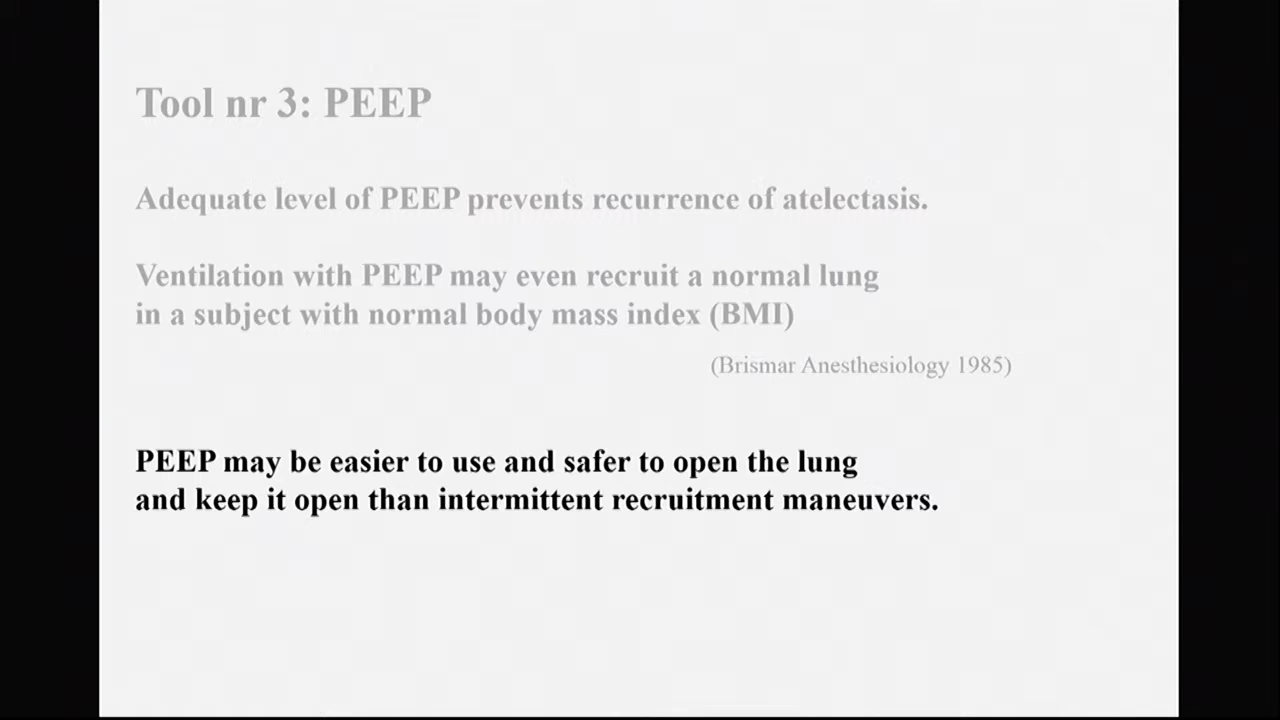 Tool nr 3: PEEP
Adequate level of PEEP prevents recurrence of atelectasis.
Ventilation with PEEP may even recruit a normal lung
in a subject with normal body mass index (BMI)
(Brismar Anesthesiology 1985)
PEEP may be easier to use and safer to open the lung
and keep it open than intermittent recruitment maneuvers.